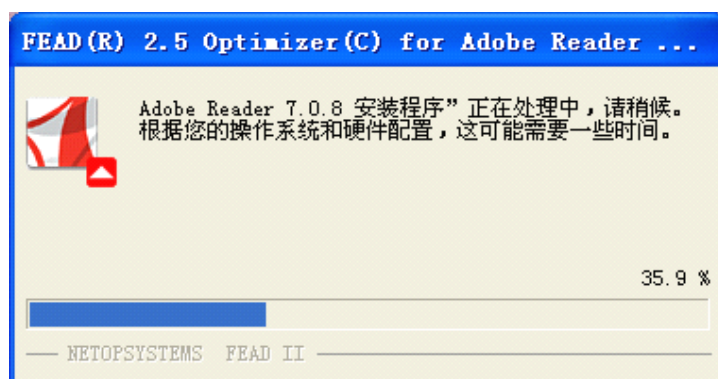 FEAD(R) 2.5 Optimizer(C) for Adobe Reader ...
Adobe Reader 7.0.8 安装程序” 正在处理中，请稍候。
根据您的操作系统和硬件配置，这可能需要一些时间。
35.9 %
NETOPSYSTEMS FEAD II